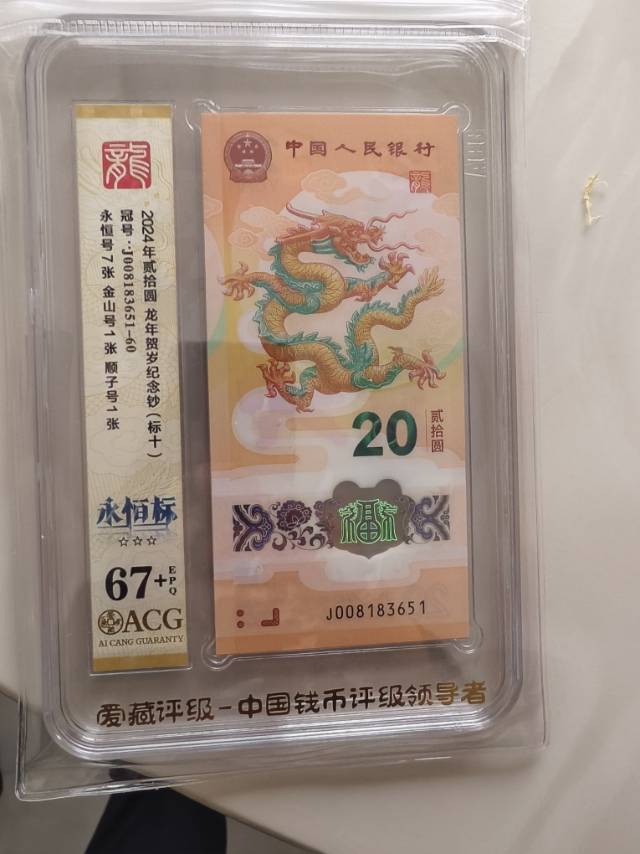 龍
2024年贰拾圆 龙年贺岁纪念钞(标十)
冠号:J008183651-60
永恒号7张 金山号1张 顺子号1张
永恒标
☆☆☆
67+EPQ
ACG
AI CANG GUARANTY
中国人民银行
龍
20
贰拾圆
福
J008183651
爱藏评级-中国钱币评级领导者